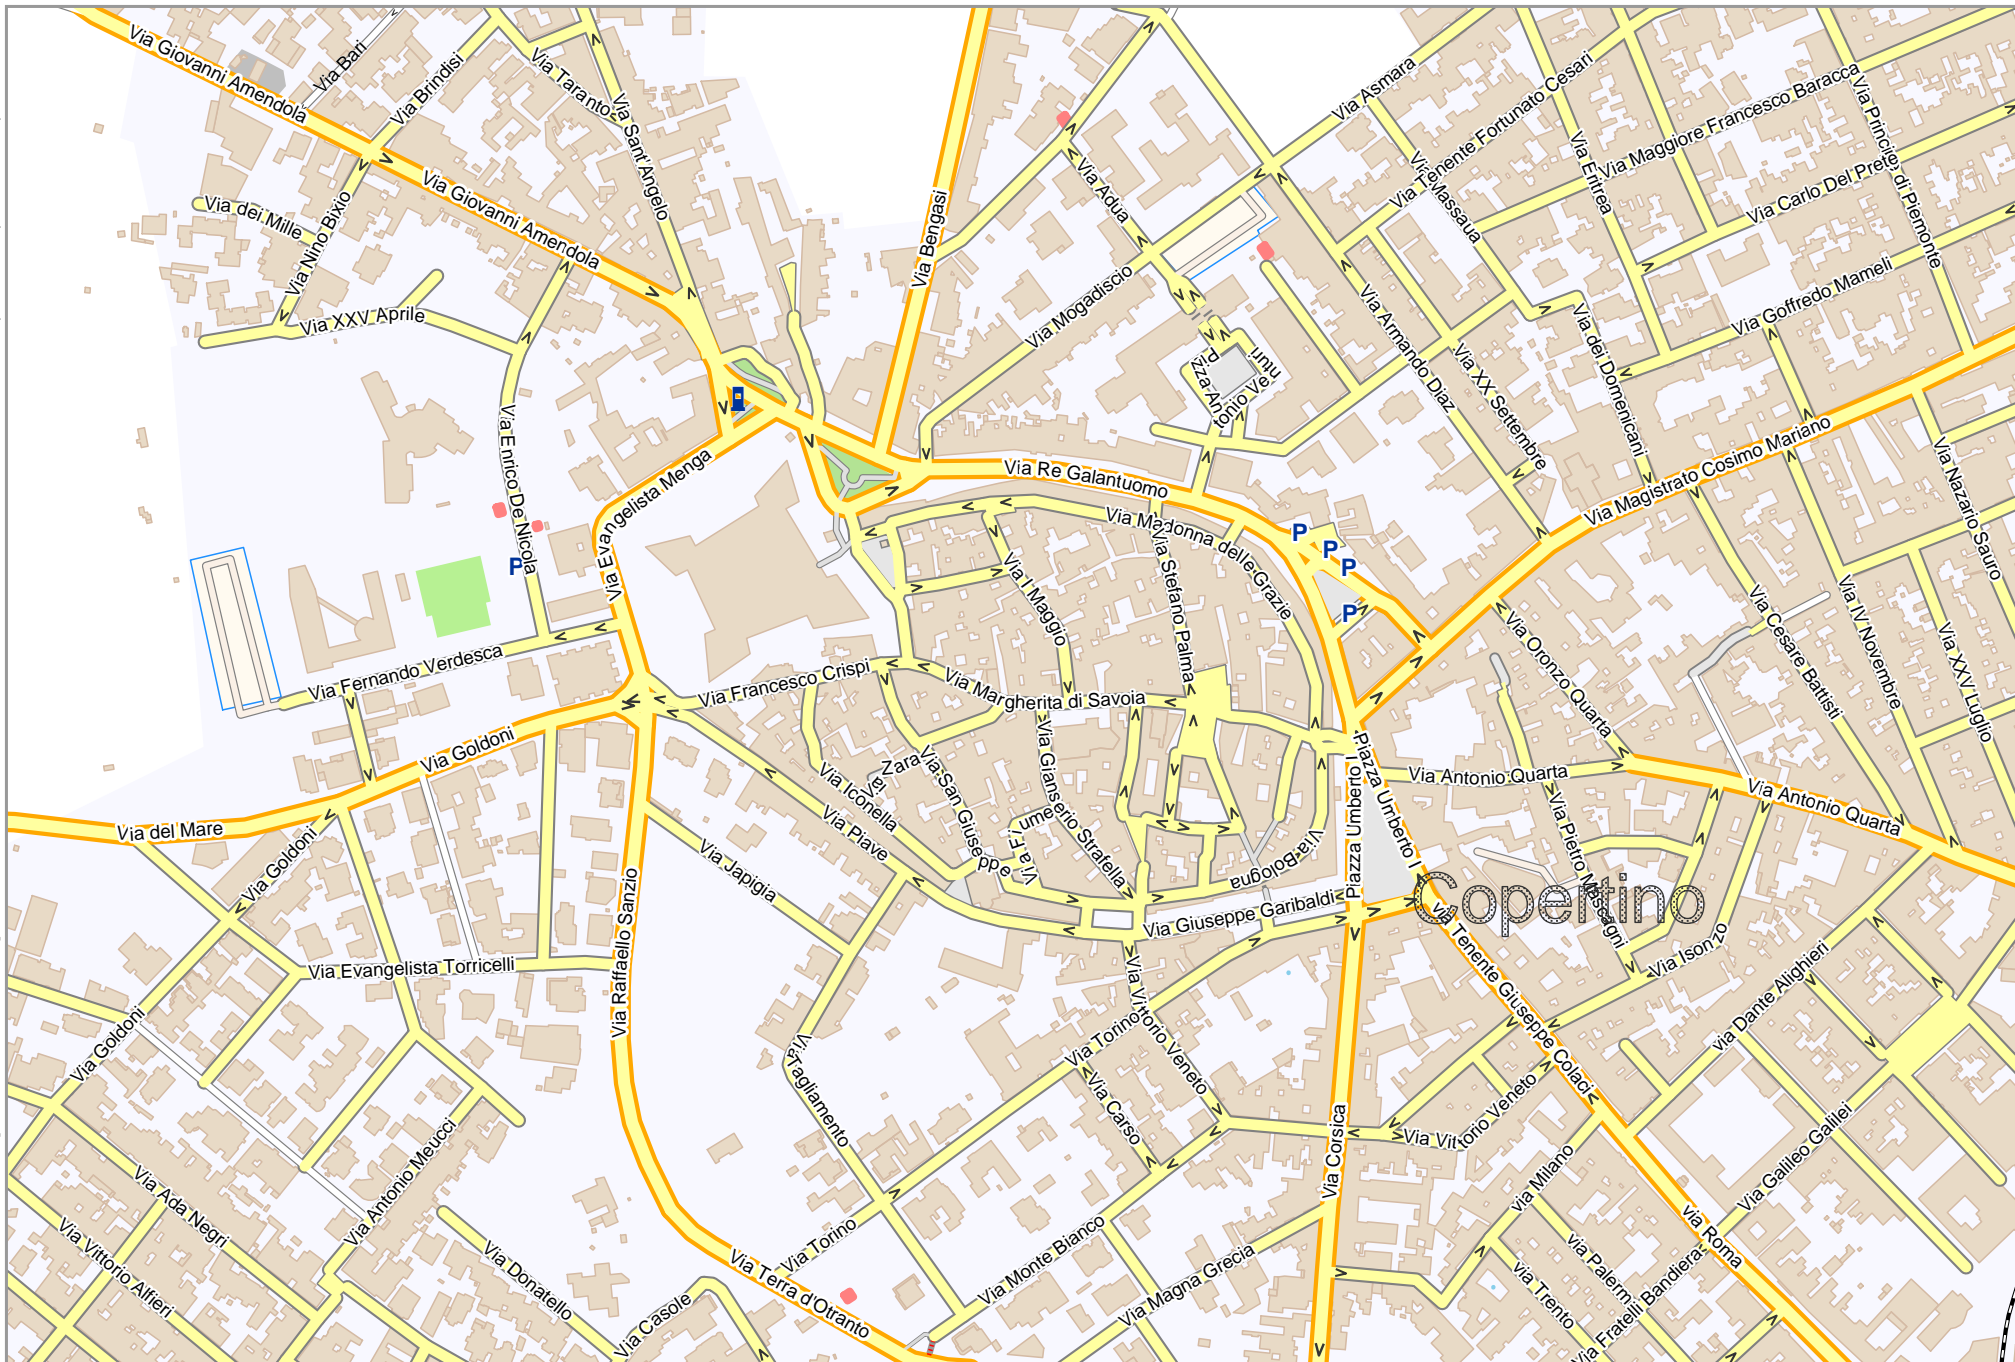 Via Giovanni Amendola
Via Bari
Via Brindisi
Via Taranto
Via Sant'Angelo
Via Giovanni Amendola
Via dei Mille
Via Nino Bixio
Via XXV Aprile
Via Enrico De Nicola
Via Bengasi
Via Adua
Via Mogadiscio
Via Asmara
Via Massaua
Via Tenente Fortunato Cesari
Via Eritrea
Via Maggiore Francesco Baracca
Via Principe di Piemonte
Via Carlo Del Prete
Via Goffredo Mameli
Via Armando Diaz
Via XX Settembre
Via dei Domenicani
Via Magistrato Cosimo Mariano
Via Nazario Sauro
Via Evangelista Menga
Via Re Galantuomo
Via Madonna delle Grazie
Via Stefano Palma
Via I Maggio
P
P
P
P
P
Via Fernando Verdesca
Via Francesco Crispi
Via Margherita di Savoia
Via Oronzo Quarta
Via Cesare Battisti
Via IV Novembre
Via XXV Luglio
Via Goldoni
Via del Mare
Via Goldoni
Via Zara
Via Iconella
Via San Giuseppe
Via Fiume
Via Gianserio Strafella
Via Piave
Via Japigia
Via Bologna
Piazza Umberto I
Piazza Umberto I
Via Antonio Quarta
Via Antonio Quarta
Via Pietro Mascagni
Copertino
Via Giuseppe Garibaldi
Via Evangelista Torricelli
Via Raffaello Sanzio
Via Isonzo
via Tenente Giuseppe Colaci
via Dante Alighieri
Via Goldoni
Via Torino
Via Vittorio Veneto
Via Tagliamento
Via Carso
Via Vittorio Veneto
Via Corsica
via Milano
Via Galileo Galilei
Via Antonio Meucci
Via Ada Negri
Via Vittorio Alfieri
Via Donatello
Via Casole
Via Torino
Via Terra d'Otranto
Via Monte Bianco
Via Magna Grecia
via Roma
via Trento
Via Fratelli Bandiera